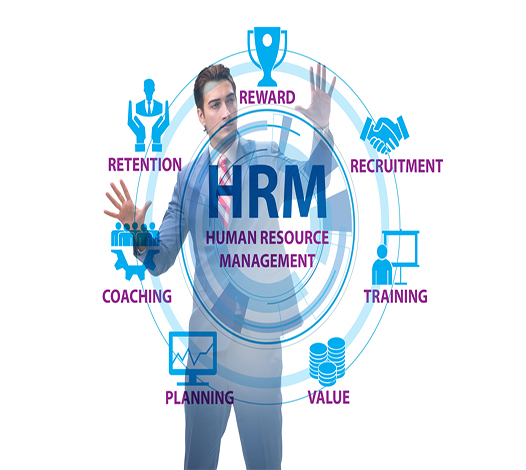 REWARD
RETENTION
RECRUITMENT
HRM
HUMAN RESOURCE
MANAGEMENT
COACHING
TRAINING
PLANNING
VALUE